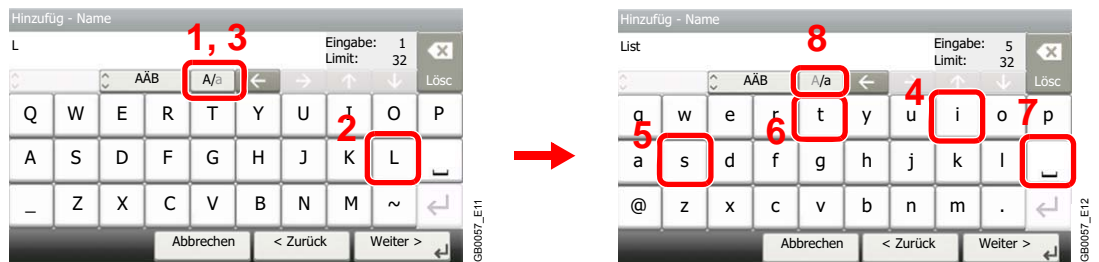 Hinzufüg - Name
L
Eingabe: 1
Limit: 32
1, 3
AÄB A/a ← → ↑ ↓ Lösc
Q W E R T Y U I O P
2
A S D F G H J K L ␣
_ Z X C V B N M ~
Abbrechen < Zurück Weiter >
GB0057_E11
Hinzufüg - Name
List
Eingabe: 5
Limit: 32
8
AÄB A/a ← → ↑ ↓ Lösc
4
7
q w e r t y u i o p
5
6
a s d f g h j k l ␣
@ z x c v b n m .
Abbrechen < Zurück Weiter >
GB0057_E12